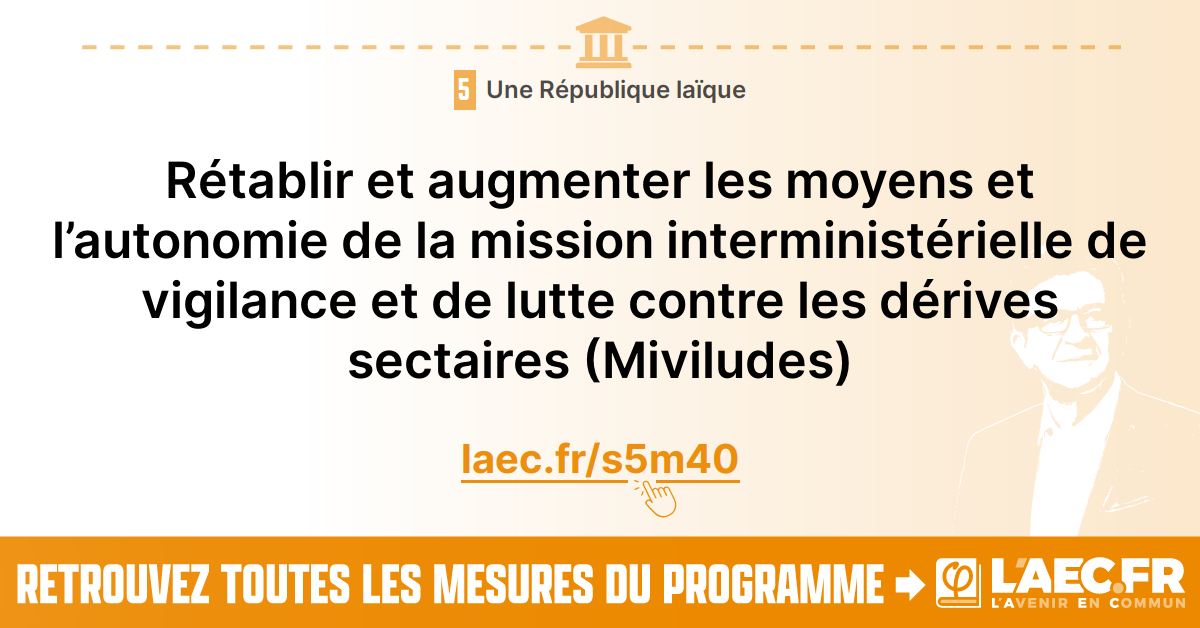 5 Une République laïque
Rétablir et augmenter les moyens et
l’autonomie de la mission interministérielle de
vigilance et de lutte contre les dérives
sectaires (Miviludes)
laec.fr/s5m40
RETROUVEZ TOUTES LES MESURES DU PROGRAMME
φ L'AEC.FR
L'AVENIR EN COMMUN